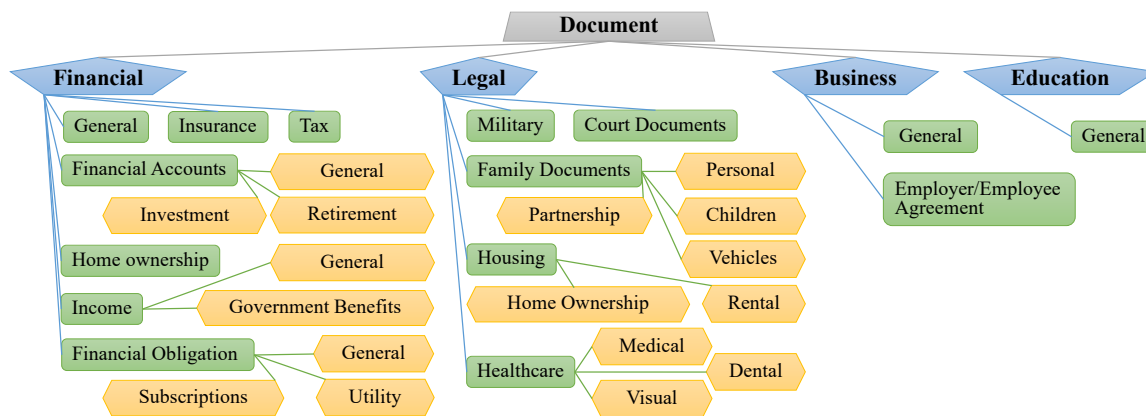 Document
Financial
Legal
Business
Education
General
Insurance
Tax
Financial Accounts
General
Investment
Retirement
Home ownership
General
Income
Government Benefits
Financial Obligation
General
Subscriptions
Utility
Military
Court Documents
Family Documents
Personal
Partnership
Children
Vehicles
Housing
Home Ownership
Rental
Medical
Healthcare
Dental
Visual
General
Employer/Employee
Agreement
General